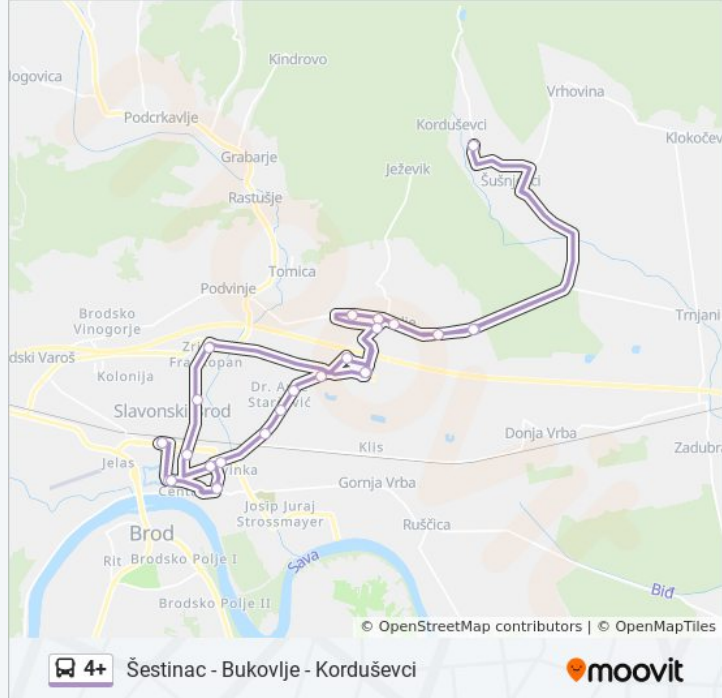 Kindrovo
logovica
Vrhovina
Podcrkavlje
Korduševci
Klokočev
Grabarje
Ježevik
Šušnjevci
Rastušje
Tomica
Podvinje
Brodsko
Vinogorje
Trnjani
dski Varoš
Kolonija
Slavonski Brod
Donja Vrba
Klis
Zadubra
Jelas
Gornja Vrba
Josip Juraj
Strossmayer
Ruščica
Brod
Rit
Brodsko Polje I
Sava
Biđ
Brodsko Polje II
© OpenStreetMap contributors | © OpenMapTiles
4+ Šestinac - Bukovlje - Korduševci
moovit